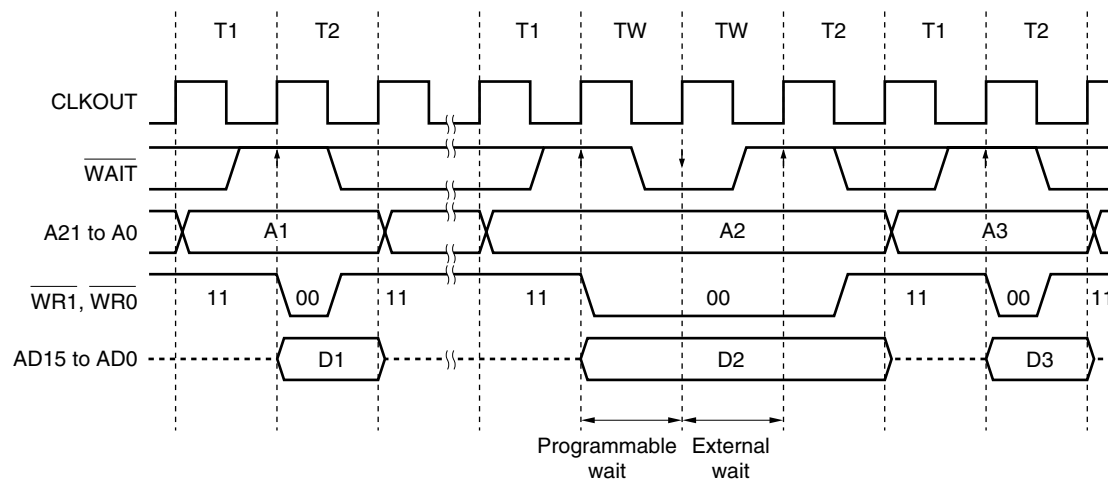 T1 T2 T1 TW TW T2 T1 T2
CLKOUT
WAIT
A21 to A0 A1 A2 A3
WR1, WR0 11 00 11 11 00 11 00 11
AD15 to AD0 D1 D2 D3
Programmable wait
External wait